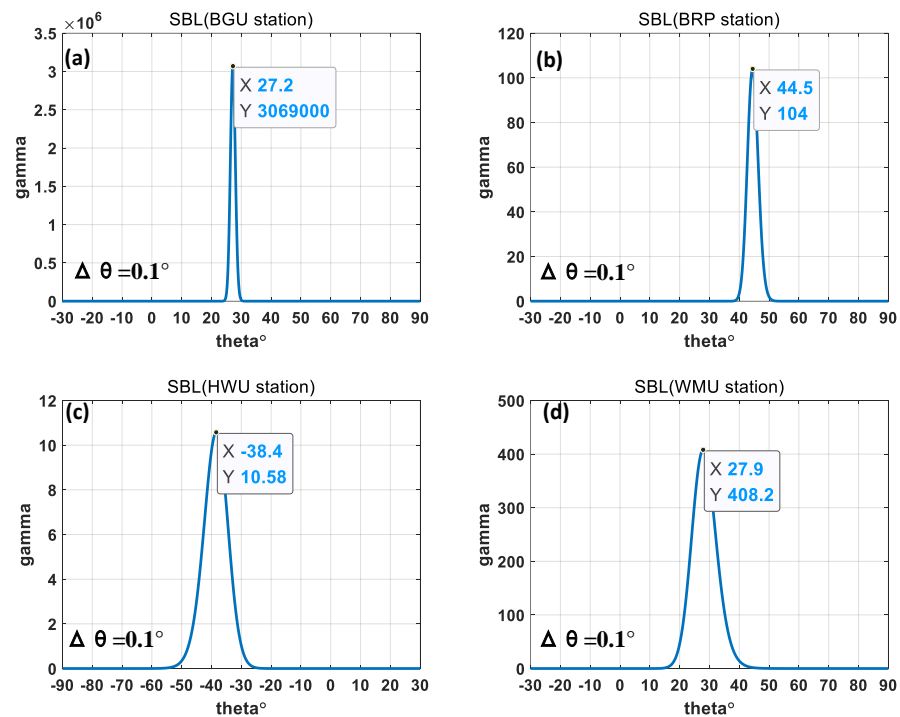 SBL(BGU station)
×10⁶
(a)
3.5
3
2.5
2
1.5
1
0.5
0
gamma
X 27.2
Y 3069000
Δ θ =0.1°
-30 -20 -10 0 10 20 30 40 50 60 70 80 90
theta°
SBL(BRP station)
(b)
120
100
80
60
40
20
0
gamma
X 44.5
Y 104
Δ θ =0.1°
-30 -20 -10 0 10 20 30 40 50 60 70 80 90
theta°
SBL(HWU station)
(c)
12
10
8
6
4
2
0
gamma
X -38.4
Y 10.58
Δ θ =0.1°
-90 -80 -70 -60 -50 -40 -30 -20 -10 0 10 20 30
theta°
SBL(WMU station)
(d)
500
400
300
200
100
0
gamma
X 27.9
Y 408.2
Δ θ =0.1°
-30 -20 -10 0 10 20 30 40 50 60 70 80 90
theta°